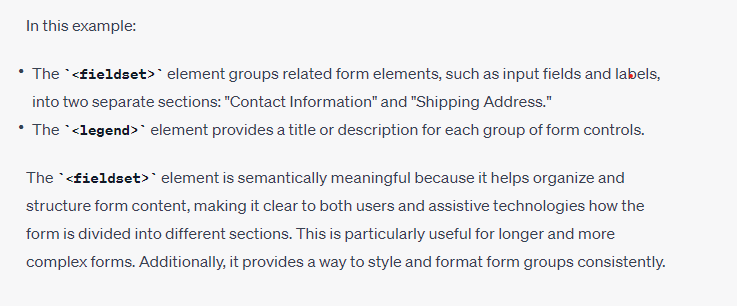 In this example:
• The `<fieldset>` element groups related form elements, such as input fields and labels,
into two separate sections: "Contact Information" and "Shipping Address."
• The `<legend>` element provides a title or description for each group of form controls.
The `<fieldset>` element is semantically meaningful because it helps organize and
structure form content, making it clear to both users and assistive technologies how the
form is divided into different sections. This is particularly useful for longer and more
complex forms. Additionally, it provides a way to style and format form groups consistently.